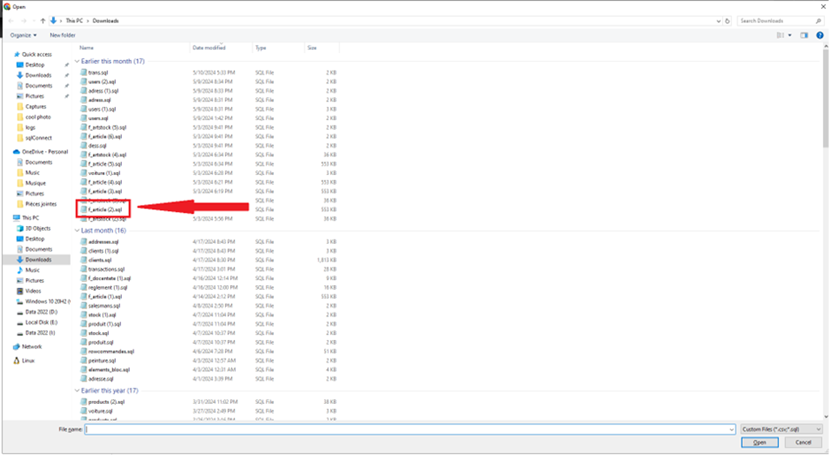 Open
This PC > Downloads
Search Downloads
Organize New folder
Name Date modified Type Size
Quick access
Desktop
Downloads
Documents
Pictures
Captures
cool photo
logs
sqlConnect
OneDrive - Personal
Documents
Music
Musique
Pictures
Pièces jointes
This PC
3D Objects
Desktop
Documents
Downloads
Music
Pictures
Videos
Windows 10 20H2 (
Data 2022 (D:)
Local Disk (E:)
Data 2022 (I:)
Network
Linux
Earlier this month (17)
trans.sql 5/10/2024 5:33 PM SQL File 2 KB
users (2).sql 5/9/2024 8:34 PM SQL File 2 KB
adress (1).sql 5/9/2024 8:33 PM SQL File 2 KB
adress.sql 5/9/2024 8:31 PM SQL File 2 KB
users (1).sql 5/9/2024 8:31 PM SQL File 3 KB
users.sql 5/9/2024 1:42 PM SQL File 2 KB
f_artstock (5).sql 5/5/2024 9:41 PM SQL File
f_article (6).sql 5/5/2024 9:41 PM SQL File
dess.sql 5/5/2024 9:41 PM SQL File 2 KB
f_artstock (4).sql 5/5/2024 6:34 PM SQL File 36 KB
f_article (5).sql 5/5/2024 6:34 PM SQL File 553 KB
voiture (1).sql SQL File 3 KB
f_article (4).sql 5/5/2024 6:21 PM SQL File 553 KB
f_article (3).sql 5/5/2024 6:19 PM SQL File 553 KB
SQL File 36 KB
f_article (2).sql SQL File 553 KB
f_artstock (2).sql 5/5/2024 5:56 PM SQL File 36 KB
Last month (16)
addresses.sql 4/17/2024 8:43 PM SQL File 3 KB
clients (1).sql 4/17/2024 8:43 PM SQL File 3 KB
clients.sql 4/17/2024 8:30 PM SQL File 1,813 KB
transactions.sql 4/17/2024 3:01 PM SQL File
f_docentete (1).sql 4/16/2024 12:14 PM SQL File
reglement (1).sql 4/16/2024 12:00 PM SQL File
f_article (1).sql 4/14/2024 2:12 PM SQL File 553 KB
salesmans.sql 4/8/2024 2:50 PM SQL File 2 KB
stock (1).sql 4/7/2024 11:04 PM SQL File 2 KB
produit (1).sql 4/7/2024 11:04 PM SQL File 2 KB
stock.sql 4/7/2024 10:37 PM SQL File 2 KB
produit.sql 4/7/2024 10:37 PM SQL File 2 KB
rowcommandes.sql 4/6/2024 7:28 PM SQL File 51 KB
peinture.sql 4/5/2024 12:57 AM SQL File 2 KB
elements_bloc.sql 4/5/2024 12:31 AM SQL File 4 KB
adresse.sql 4/1/2024 3:39 PM SQL File 2 KB
Earlier this year (17)
products (2).sql 3/31/2024 11:02 PM SQL File 2 KB
voiture.sql 3/27/2024 2:49 PM SQL File 3 KB
File name:
Custom Files (*.csv;*.sql)
Open Cancel